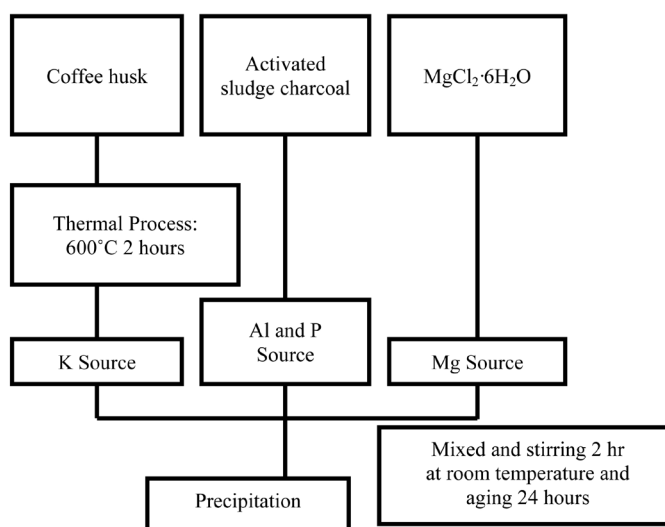 Coffee husk
Activated
sludge charcoal
MgCl₂·6H₂O
Thermal Process:
600˚C 2 hours
K Source
Al and P
Source
Mg Source
Mixed and stirring 2 hr
at room temperature and
aging 24 hours
Precipitation